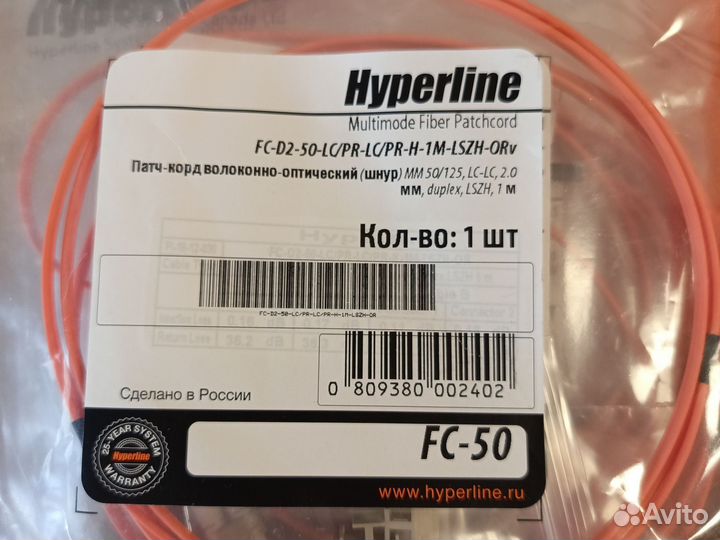 Hyperline
Multimode Fiber Patchcord
FC-D2-50-LC/PR-LC/PR-H-1M-LSZH-ORv
Патч-корд волоконно-оптический (шнур) MM 50/125, LC-LC, 2.0
мм, duplex, LSZH, 1 м
Кол-во: 1 шт
FC-D2-50-LC/PR-LC/PR-H-1M-LSZH-OR
0 809380 002402
Сделано в России
25-YEAR SYSTEM
Hyperline
WARRANTY
FC-50
www.hyperline.ru
Avito